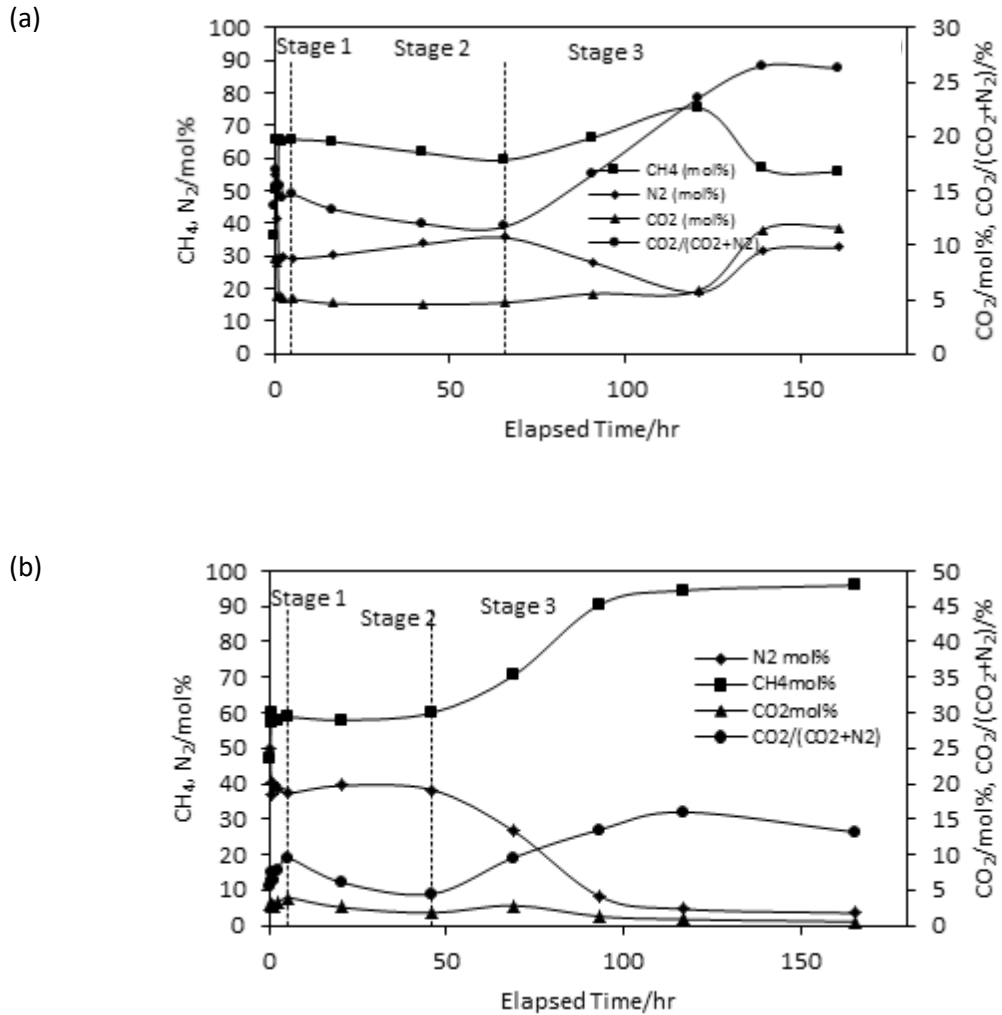 (a)
100
90
80
70
60
50
40
30
20
10
0
CH₄, N₂/mol%
Stage 1
Stage 2
Stage 3
CH4 (mol%)
N2 (mol%)
CO2 (mol%)
CO2/(CO2+N2)
30
25
20
15
10
5
0
CO₂/mol%, CO₂/(CO₂+N₂)/%
0 50 100 150
Elapsed Time/hr
(b)
100
90
80
70
60
50
40
30
20
10
0
CH₄, N₂/mol%
Stage 1
Stage 2
Stage 3
N2 mol%
CH4mol%
CO2mol%
CO2/(CO2+N2)
50
45
40
35
30
25
20
15
10
5
0
CO₂/mol%, CO₂/(CO₂+N₂)/%
0 50 100 150
Elapsed Time/hr